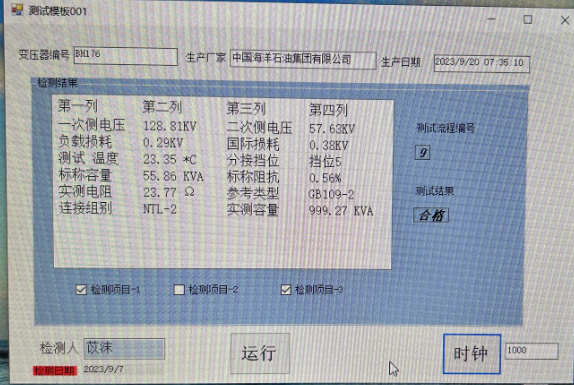 测试模板001
变压器编号 BH176 生产厂家 中国海洋石油集团有限公司 生产日期 2023/9/20 07:35:10
检测结果
第一列 第二列 第三列 第四列
一次侧电压 128.81KV 二次侧电压 57.63KV
负载损耗 0.29KV 国际损耗 0.38KV
测试 温度 23.35 *C 分接挡位 挡位5
标称容量 55.86 KVA 标称阻抗 0.56%
实测电阻 23.77 Ω 参考类型 GB109-2
连接组别 NTL-2 实测容量 999.27 KVA
测试流程编号
9
测试结果
合格
检测项目-1 检测项目-2 检测项目-3
检测人 苡沫 运行 时钟 1000
检测日期 2023/9/7